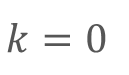 k = 0